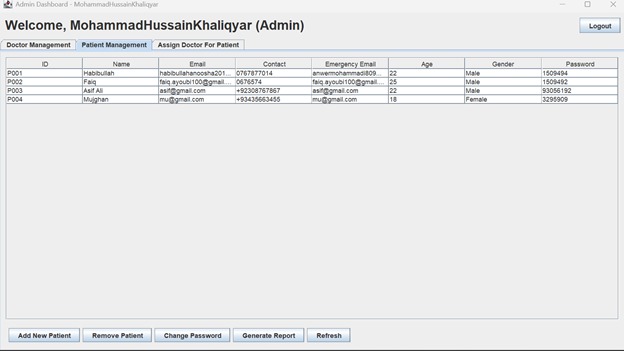 Admin Dashboard - MohammadHussainKhaliqyar
Welcome, MohammadHussainKhaliqyar (Admin)
Logout
Doctor Management Patient Management Assign Doctor For Patient
ID Name Email Contact Emergency Email Age Gender Password
P001 Habibullah habibullahanoosha201... 0767877014 anwermohammadi809... 22 Male 1509494
P002 Faiq faiq.ayoubi100@gmail.... 0676574 faiq.ayoubi100@gmail.... 25 Male 1509492
P003 Asif Ali asif@gmail.com +92308767867 asif@gmail.com 22 Male 93056192
P004 Mujghan mu@gmail.com +93435663455 mu@gmail.com 18 Female 3295909
Add New Patient Remove Patient Change Password Generate Report Refresh